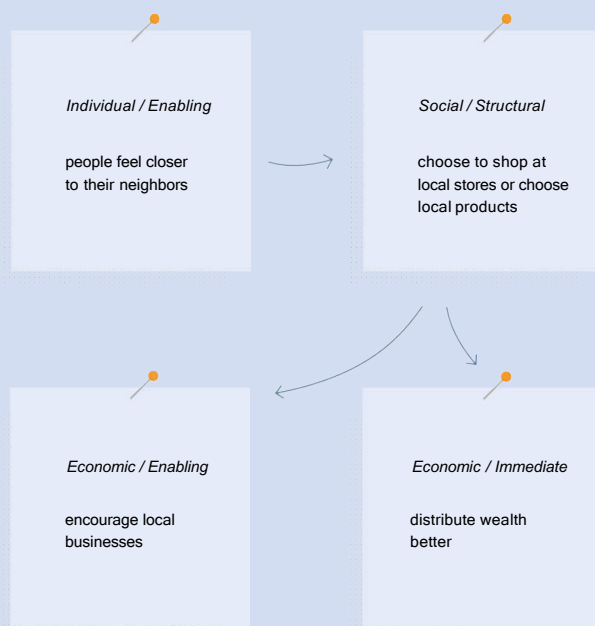 Individual / Enabling
people feel closer
to their neighbors
Social / Structural
choose to shop at
local stores or choose
local products
Economic / Enabling
encourage local
businesses
Economic / Immediate
distribute wealth
better